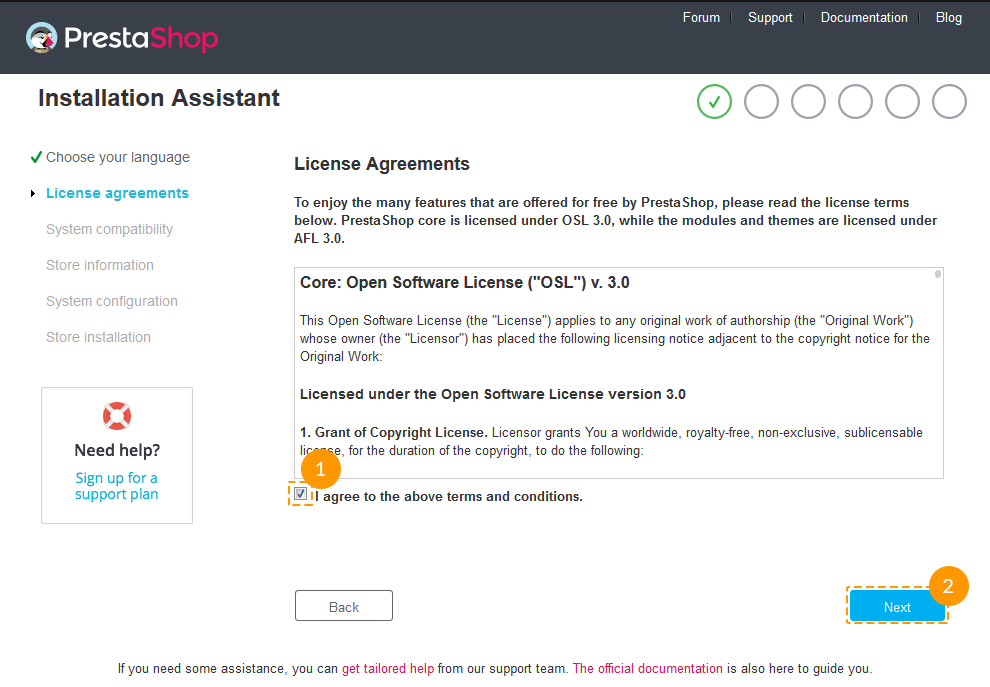 Forum Support Documentation Blog
PrestaShop
Installation Assistant
Choose your language
License agreements
System compatibility
Store information
System configuration
Store installation
Need help?
Sign up for a
support plan
License Agreements
To enjoy the many features that are offered for free by PrestaShop, please read the license terms
below. PrestaShop core is licensed under OSL 3.0, while the modules and themes are licensed under
AFL 3.0.
Core: Open Software License ("OSL") v. 3.0
This Open Software License (the "License") applies to any original work of authorship (the "Original Work")
whose owner (the "Licensor") has placed the following licensing notice adjacent to the copyright notice for the
Original Work:
Licensed under the Open Software License version 3.0
1. Grant of Copyright License. Licensor grants You a worldwide, royalty-free, non-exclusive, sublicensable
license, for the duration of the copyright, to do the following:
1
I agree to the above terms and conditions.
Back
2
Next
If you need some assistance, you can get tailored help from our support team. The official documentation is also here to guide you.